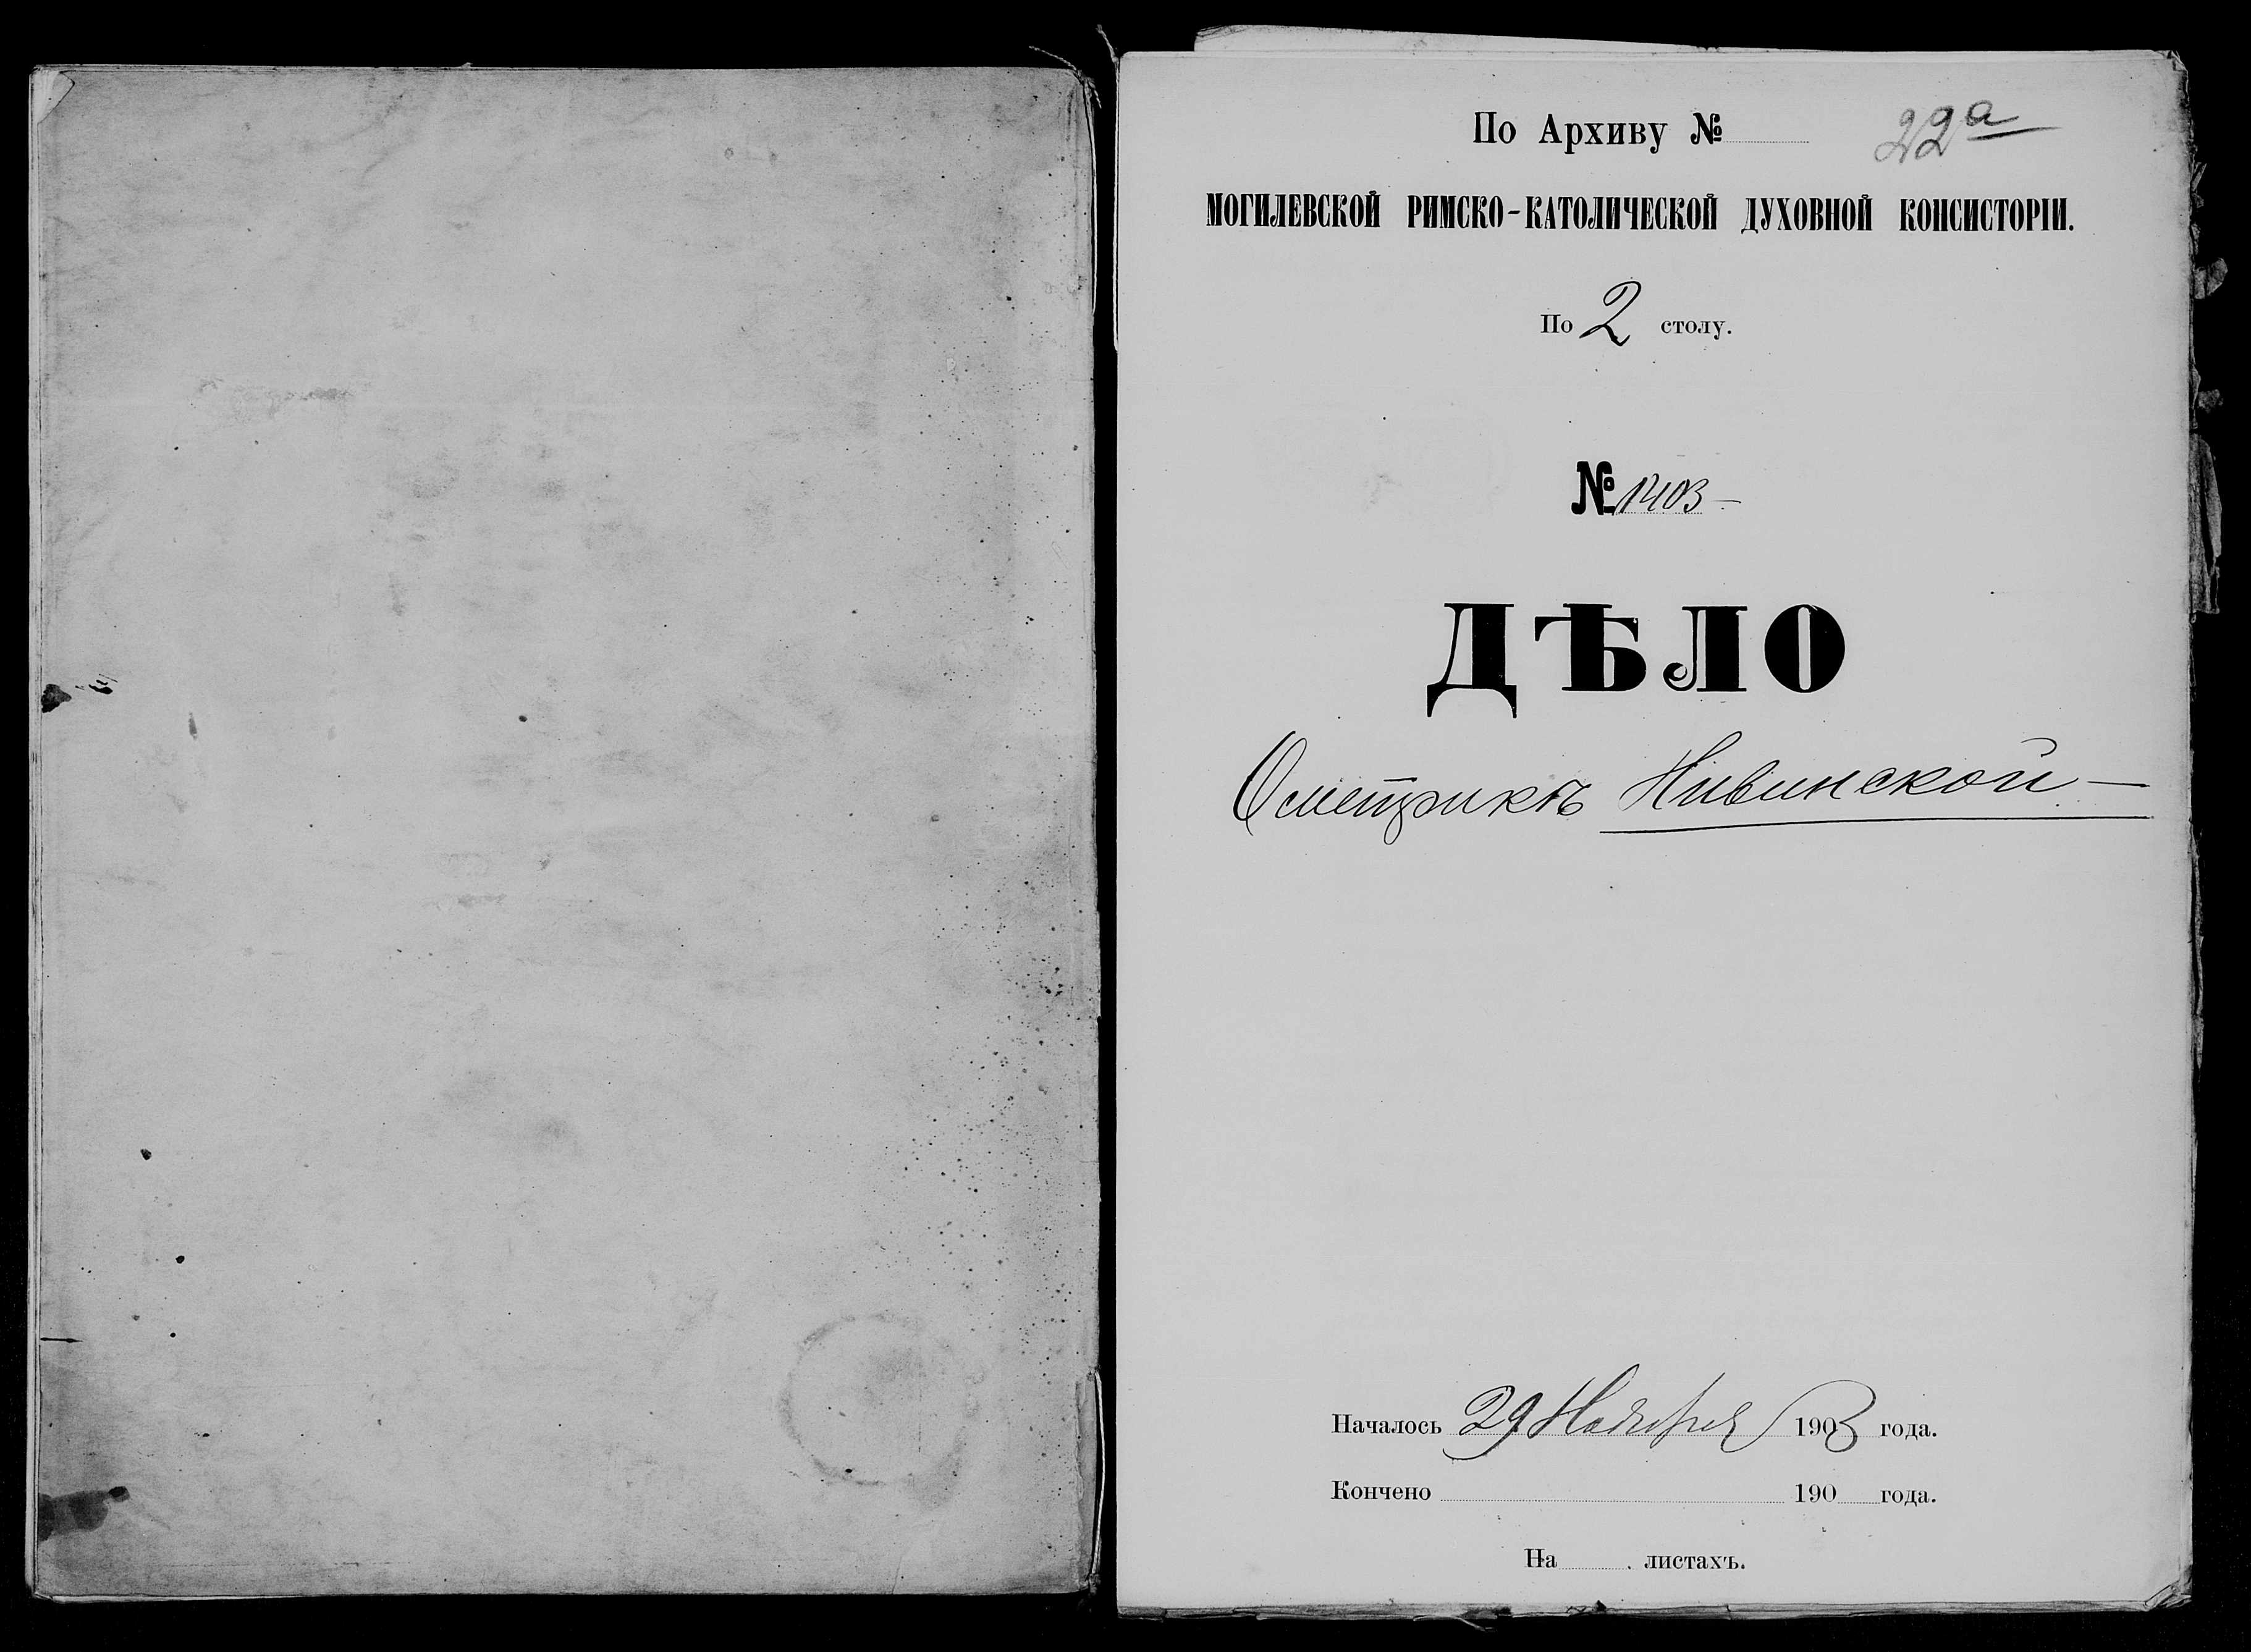 По Архиву № 22а
МОГИЛЕВСКОЙ РИМСКО-КАТОЛИЧЕСКОЙ ДУХОВНОЙ КОНСИСТОРІИ.
По 2 столу.
№ 1403 —
ДѢЛО
О метрикѣ Нивинской —
Началось 29 Ноября 1903 года.
Кончено 190 года.
На листахъ.